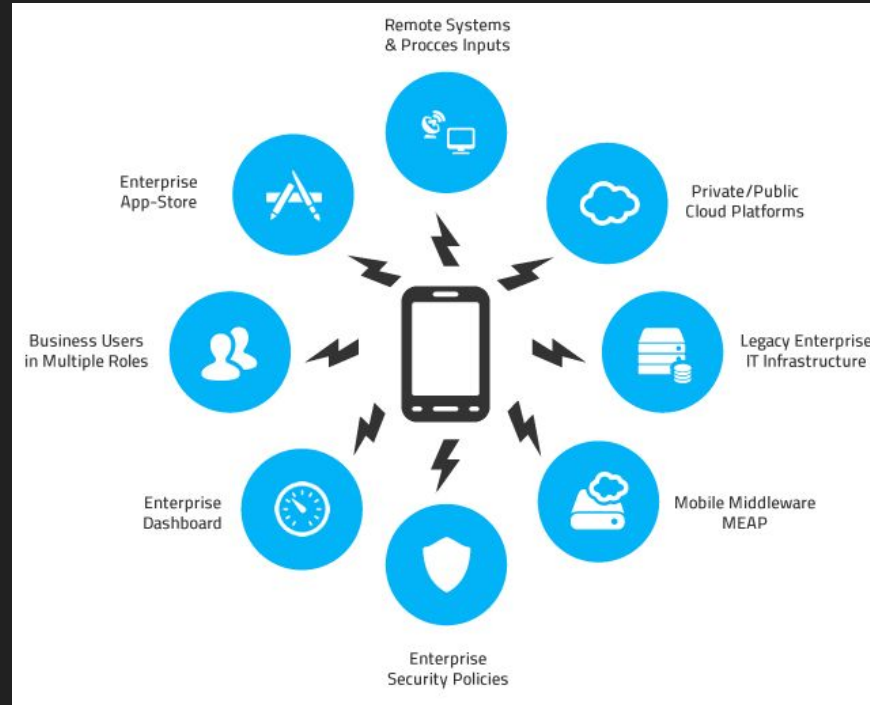 Remote Systems
& Procces Inputs
Enterprise
App-Store
Private/Public
Cloud Platforms
Business Users
in Multiple Roles
Legacy Enterprise
IT Infrastructure
Enterprise
Dashboard
Mobile Middleware
MEAP
Enterprise
Security Policies